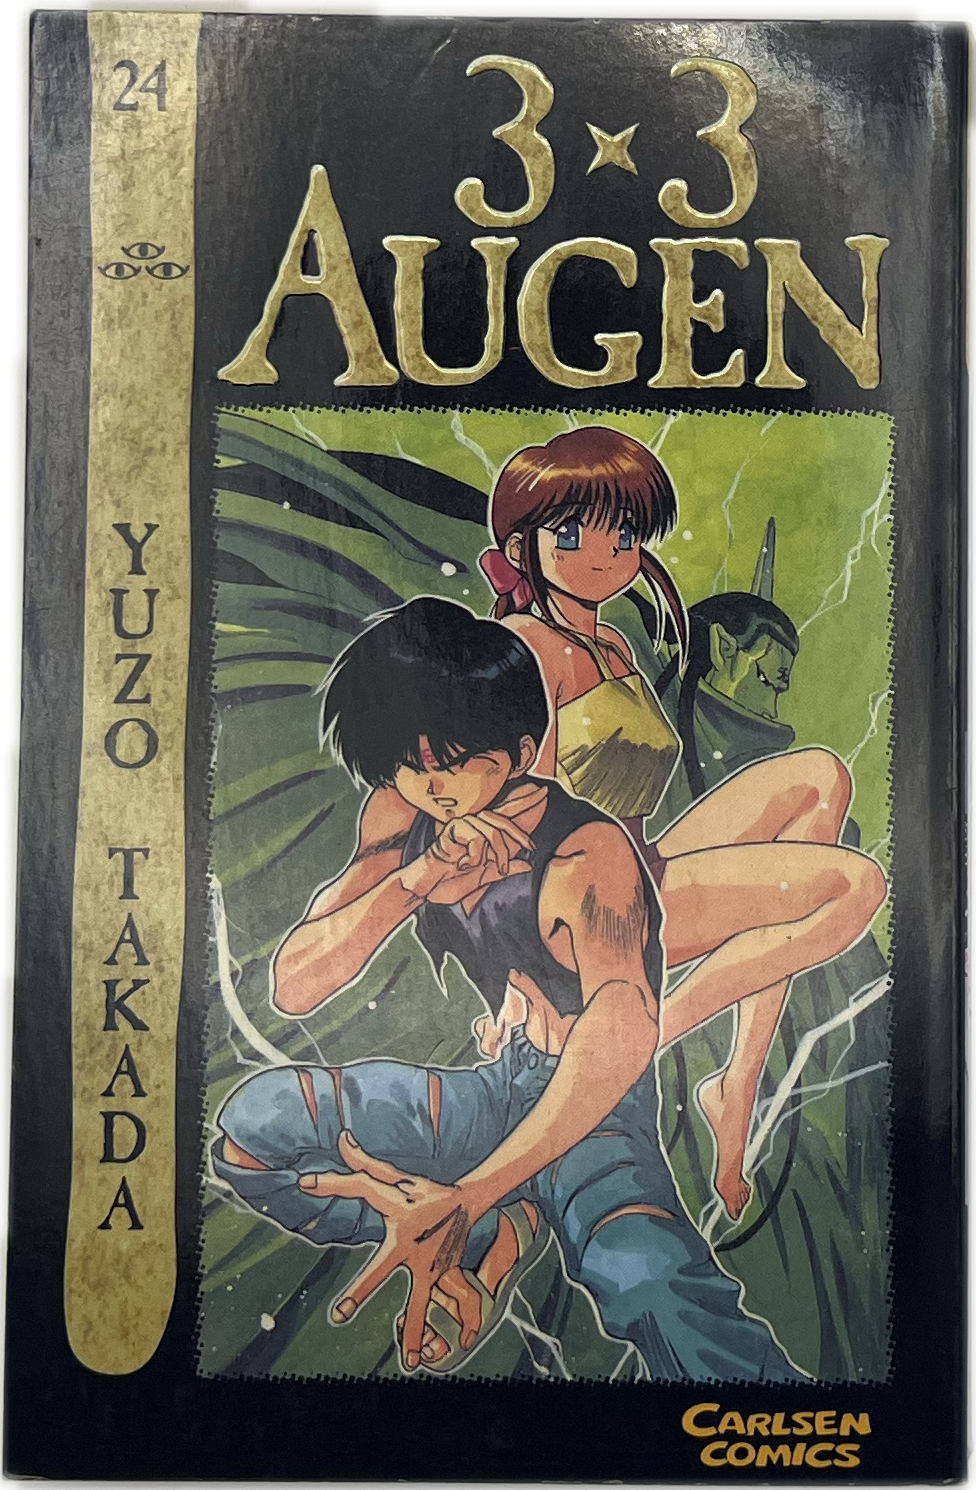 24
3×3
AUGEN
YUZO TAKADA
CARLSEN
COMICS